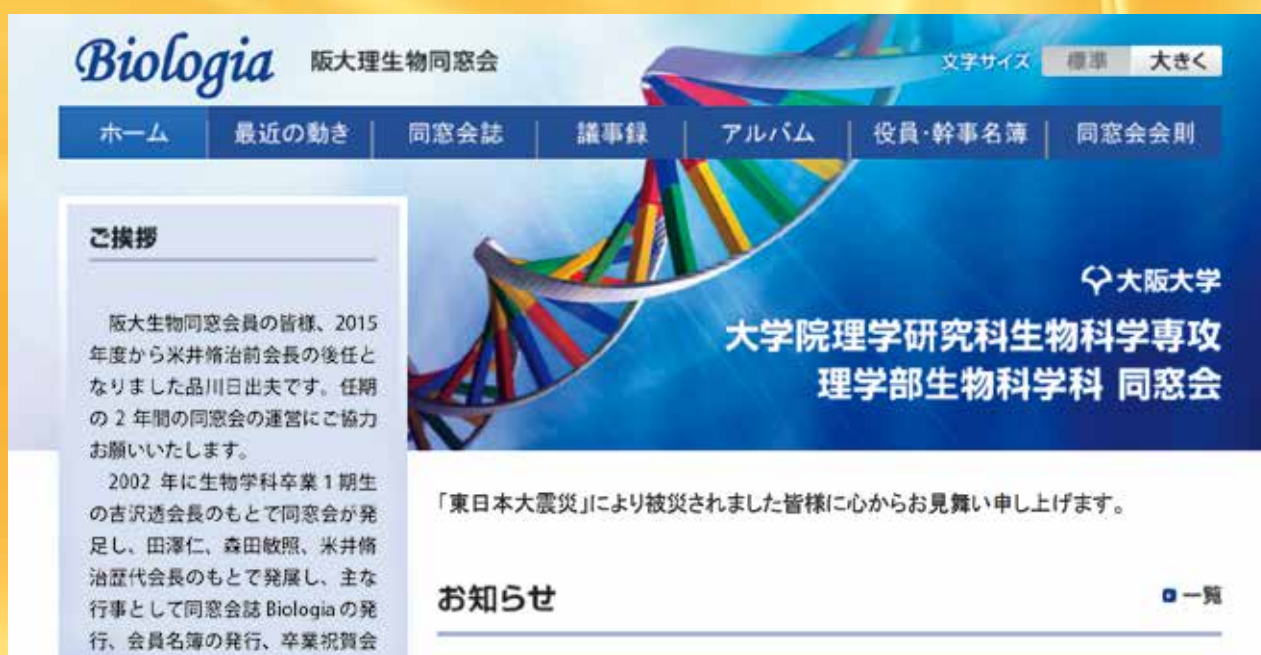 Biologia 阪大理生物同窓会
文字サイズ 標準 大きく
ホーム 最近の動き 同窓会誌 議事録 アルバム 役員・幹事名簿 同窓会会則
ご挨拶
阪大生物同窓会員の皆様、2015
年度から米井脩治前会長の後任と
なりました品川日出夫です。任期
の2年間の同窓会の運営にご協力
お願いいたします。
2002 年に生物学科卒業1期生
の吉沢透会長のもとで同窓会が発
足し、田澤仁、森田敏照、米井脩
治歴代会長のもとで発展し、主な
行事として同窓会誌 Biologia の発
行、会員名簿の発行、卒業祝賀会
大阪大学
大学院理学研究科生物科学専攻
理学部生物科学科 同窓会
「東日本大震災」により被災されました皆様に心からお見舞い申し上げます。
お知らせ
一覧